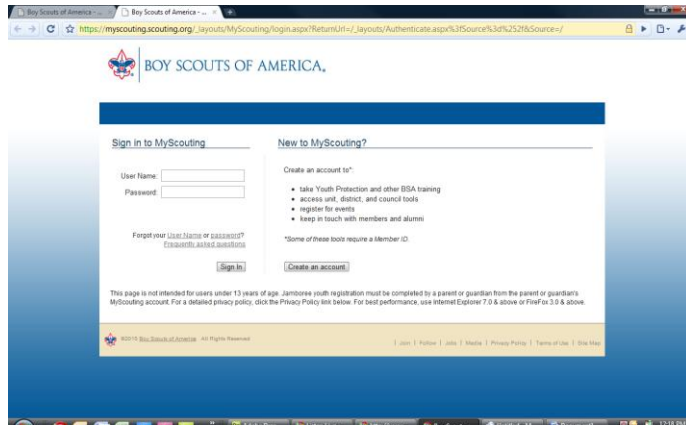 Boy Scouts of America - ...
Boy Scouts of America - ...
https://myscouting.scouting.org/_layouts/MyScouting/login.aspx?ReturnUrl=/_layouts/Authenticate.aspx%3fSource%3d%252f&Source=/
BOY SCOUTS OF AMERICA.
Sign in to MyScouting
User Name:
Password:
Forgot your User Name or password?
Frequently asked questions
Sign In
New to MyScouting?
Create an account to*:
• take Youth Protection and other BSA training
• access unit, district, and council tools
• register for events
• keep in touch with members and alumni
*Some of these tools require a Member ID.
Create an account
This page is not intended for users under 13 years of age. Jamboree youth registration must be completed by a parent or guardian from the parent or guardian's
MyScouting account. For a detailed privacy policy, click the Privacy Policy link below. For best performance, use Internet Explorer 7.0 & above or FireFox 3.0 & above.
Boy Scouts of America All Rights Reserved
| Join | Follow | Jobs | Media | Privacy Policy | Terms of Use | Site Map
12:18 PM